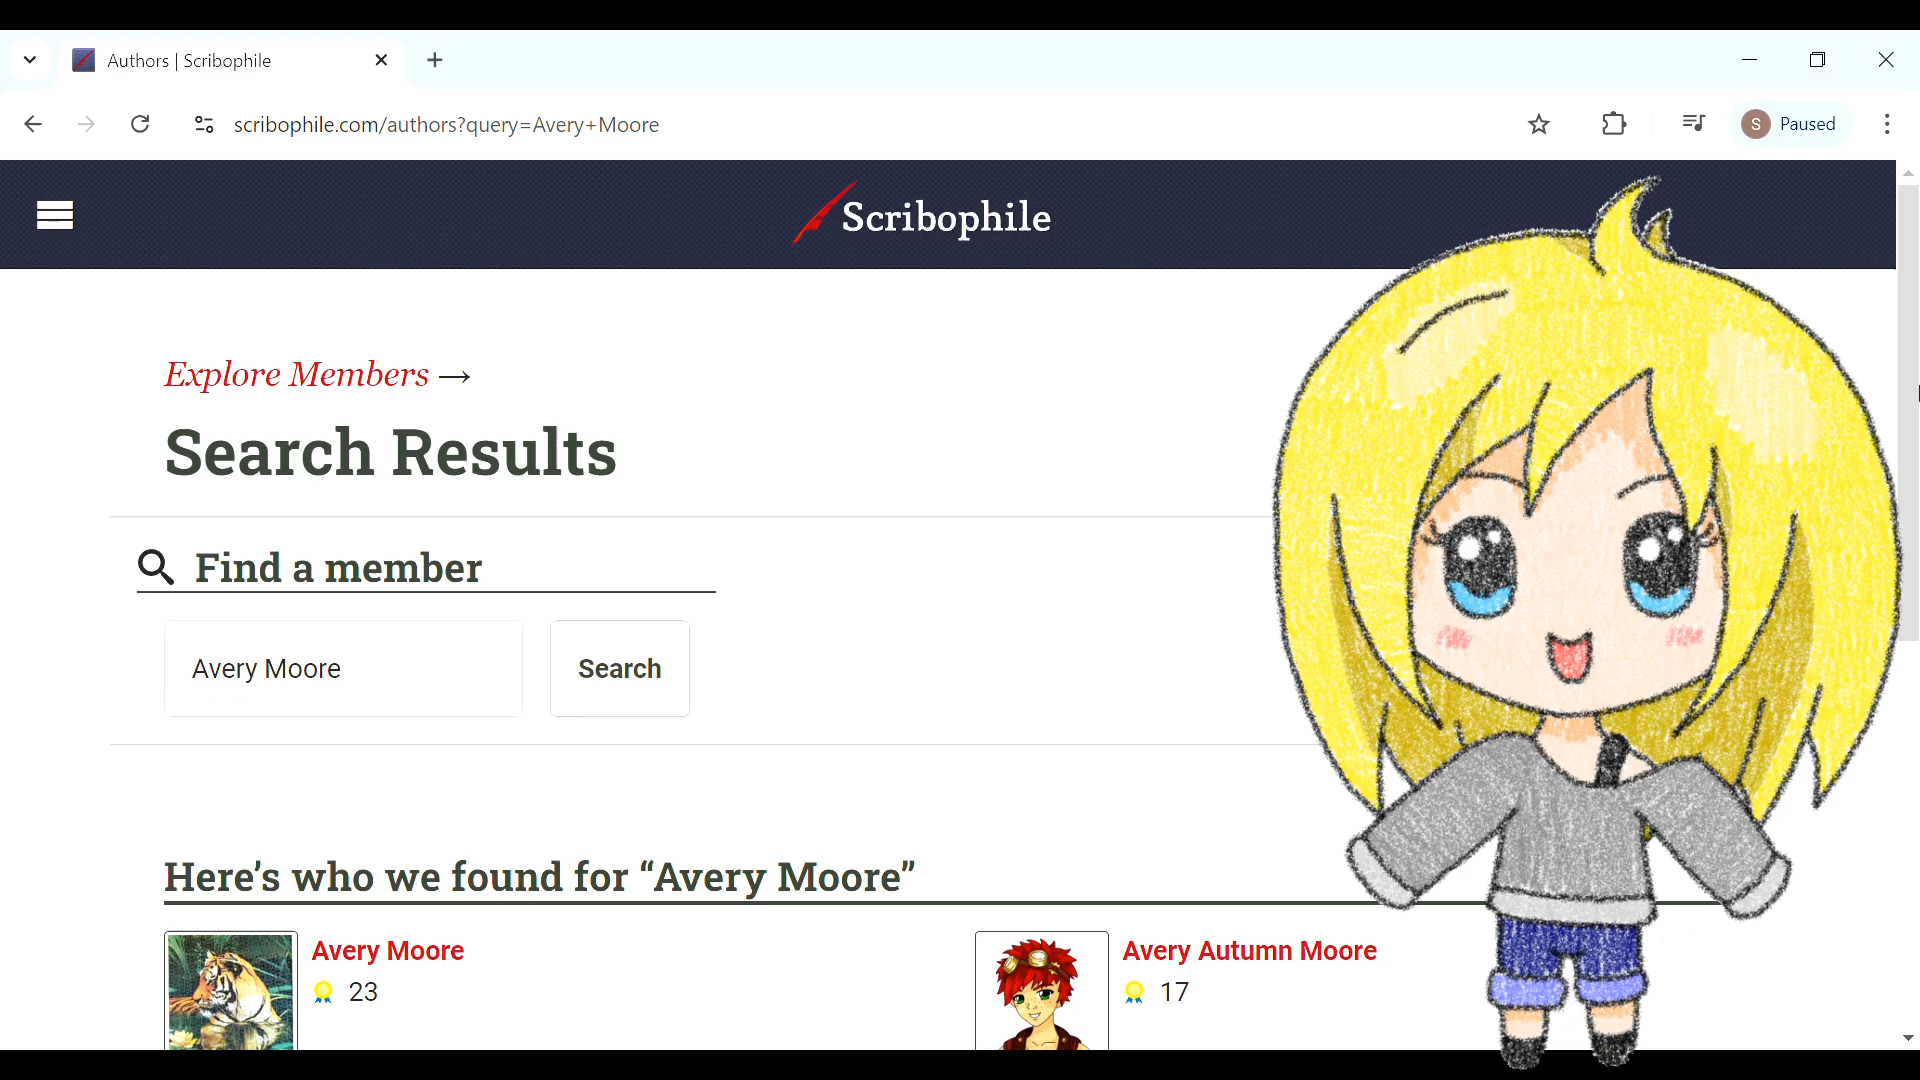 Authors | Scribophile
scribophile.com/authors?query=Avery+Moore
S Paused
Scribophile
Explore Members →
Search Results
Find a member
Avery Moore
Search
Here’s who we found for “Avery Moore”
Avery Moore
23
Avery Autumn Moore
17